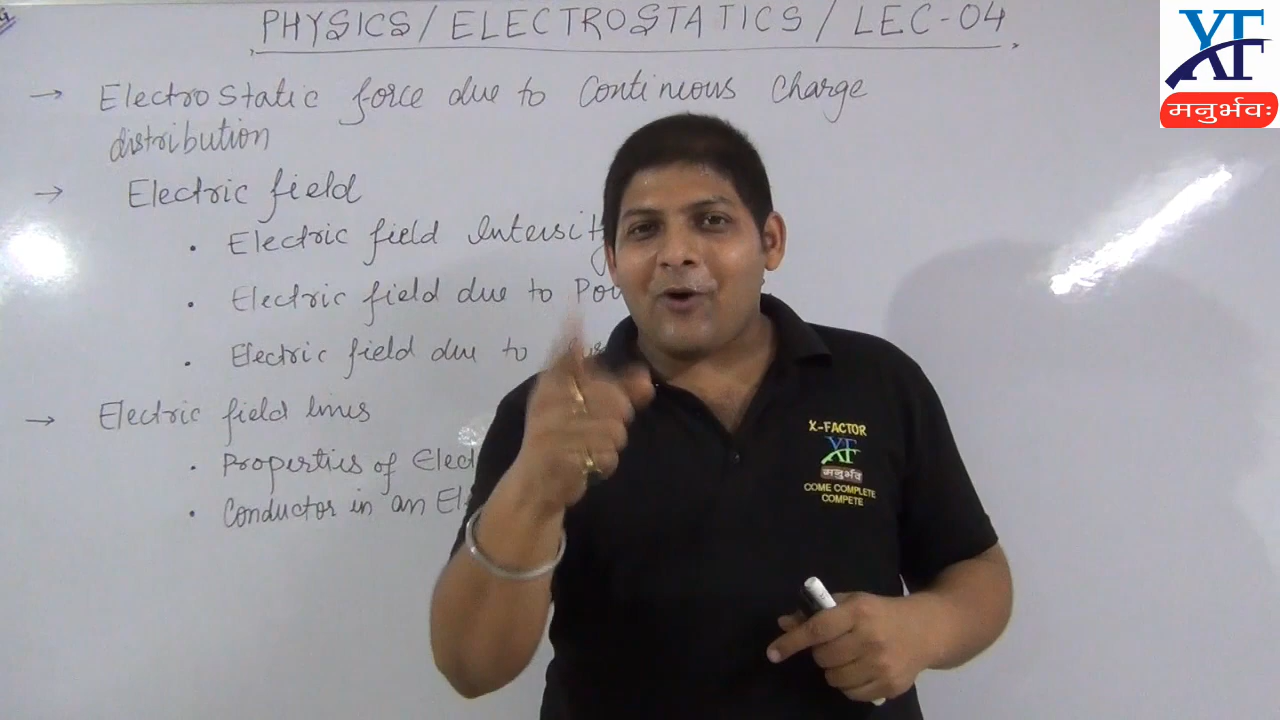 PHYSICS/ELECTROSTATICS/LEC-04
XF
मनुर्भवः
→ Electrostatic force due to Continuous Charge
distribution
→ Electric field
• Electric field Intensity
• Electric field due to
• Electric field due to
→ Electric field lines
• Properties of
• Conductor in an
X-FACTOR
XF
मनुर्भव
COME COMPLETE
COMPETE